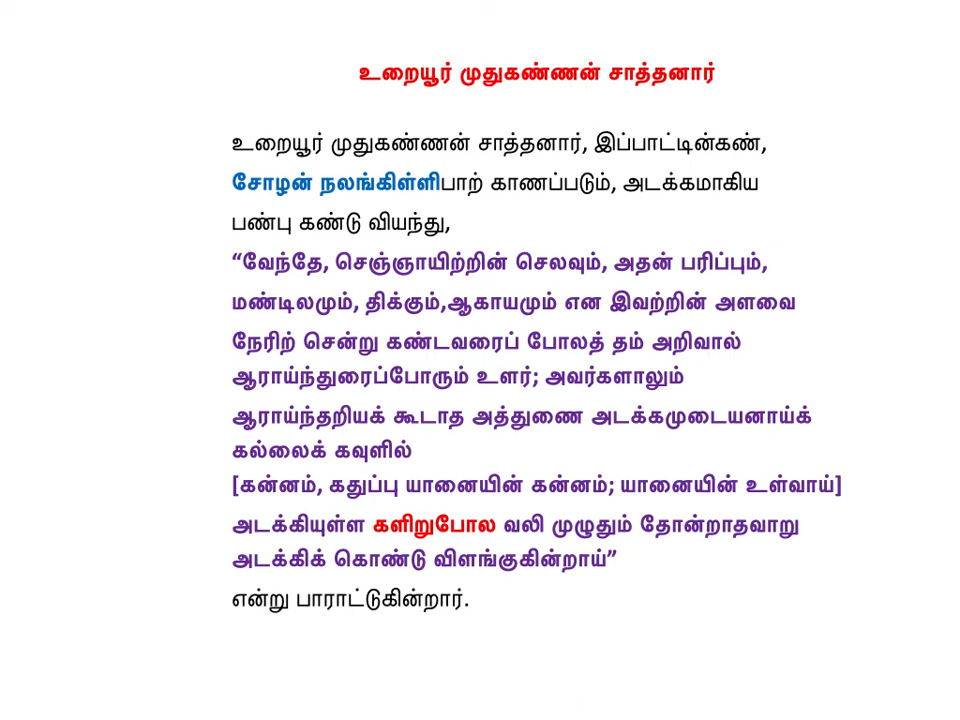 உறையூர் முதுகண்ணன் சாத்தனார்
உறையூர் முதுகண்ணன் சாத்தனார், இப்பாட்டின்கண்,
சோழன் நலங்கிள்ளிபாற் காணப்படும், அடக்கமாகிய
பண்பு கண்டு வியந்து,
“வேந்தே, செஞ்ஞாயிற்றின் செலவும், அதன் பரிப்பும்,
மண்டிலமும், திக்கும்,ஆகாயமும் என இவற்றின் அளவை
நேரிற் சென்று கண்டவரைப் போலத் தம் அறிவால்
ஆராய்ந்துரைப்போரும் உளர்; அவர்களாலும்
ஆராய்ந்தறியக் கூடாத அத்துணை அடக்கமுடையனாய்க்
கல்லைக் கவுளில்
[கன்னம், கதுப்பு யானையின் கன்னம்; யானையின் உள்வாய்]
அடக்கியுள்ள களிறுபோல வலி முழுதும் தோன்றாதவாறு
அடக்கிக் கொண்டு விளங்குகின்றாய்”
என்று பாராட்டுகின்றார்.